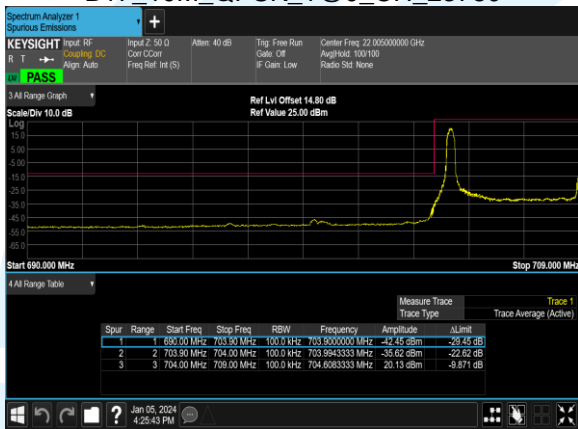 Spectrum Analyzer 1
Spurious Emissions
KEYSIGHT Input: RF Input Z: 50 Ω Atten: 40 dB Trig: Free Run Center Freq: 22.005000000 GHz
R T Coupling: DC Corr CCorr Gate: Off Avg|Hold: 100/100
Align: Auto Freq Ref: Int (S) IF Gain: Low Radio Std: None
PASS
3 All Range Graph
Ref Lvl Offset 14.80 dB
Scale/Div 10.0 dB Ref Value 25.00 dBm
Log
15.0
5.00
-5.00
-15.0
-25.0
-35.0
-45.0
-55.0
-65.0
Start 690.000 MHz Stop 709.000 MHz
4 All Range Table
Measure Trace Trace 1
Trace Type Trace Average (Active)
Spur Range Start Freq Stop Freq RBW Frequency Amplitude ΔLimit
1 1 690.00 MHz 703.90 MHz 100.0 kHz 703.9000000 MHz -42.45 dBm -29.45 dB
2 2 703.90 MHz 704.00 MHz 100.0 kHz 703.9943333 MHz -35.62 dBm -22.62 dB
3 3 704.00 MHz 709.00 MHz 100.0 kHz 704.6083333 MHz 20.13 dBm -9.871 dB
Jan 05, 2024
4:25:43 PM